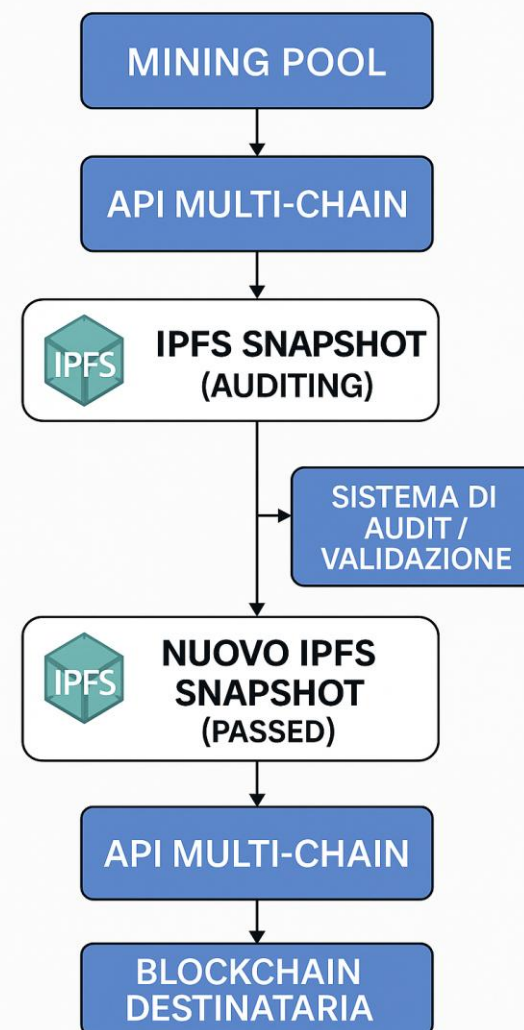 MINING POOL
API MULTI-CHAIN
IPFS
IPFS SNAPSHOT
(AUDITING)
SISTEMA DI
AUDIT /
VALIDAZIONE
IPFS
NUOVO IPFS
SNAPSHOT
(PASSED)
API MULTI-CHAIN
BLOCKCHAIN
DESTINATARIA